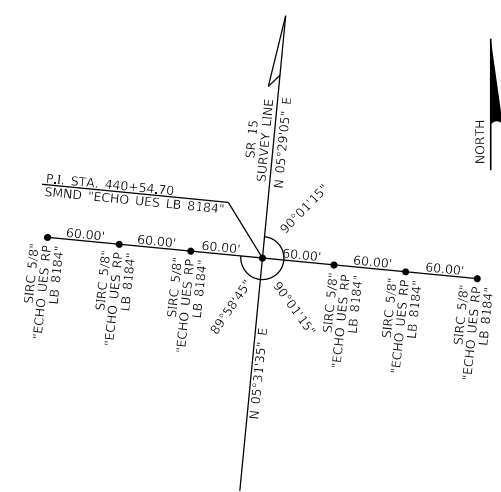 SR 15
SURVEY LINE
N 05°29'05" E
NORTH
P.I. STA. 440+54.70
SMND "ECHO UES LB 8184"
90°01'15"
60.00'
60.00'
60.00'
60.00'
60.00'
60.00'
SIRC 5/8"
"ECHO UES RP
LB 8184"
SIRC 5/8"
"ECHO UES RP
LB 8184"
SIRC 5/8"
"ECHO UES RP
LB 8184"
89°58'45"
90°01'15"
SIRC 5/8"
"ECHO UES RP
LB 8184"
SIRC 5/8"
"ECHO UES RP
LB 8184"
SIRC 5/8"
"ECHO UES RP
LB 8184"
N 05°31'35" E